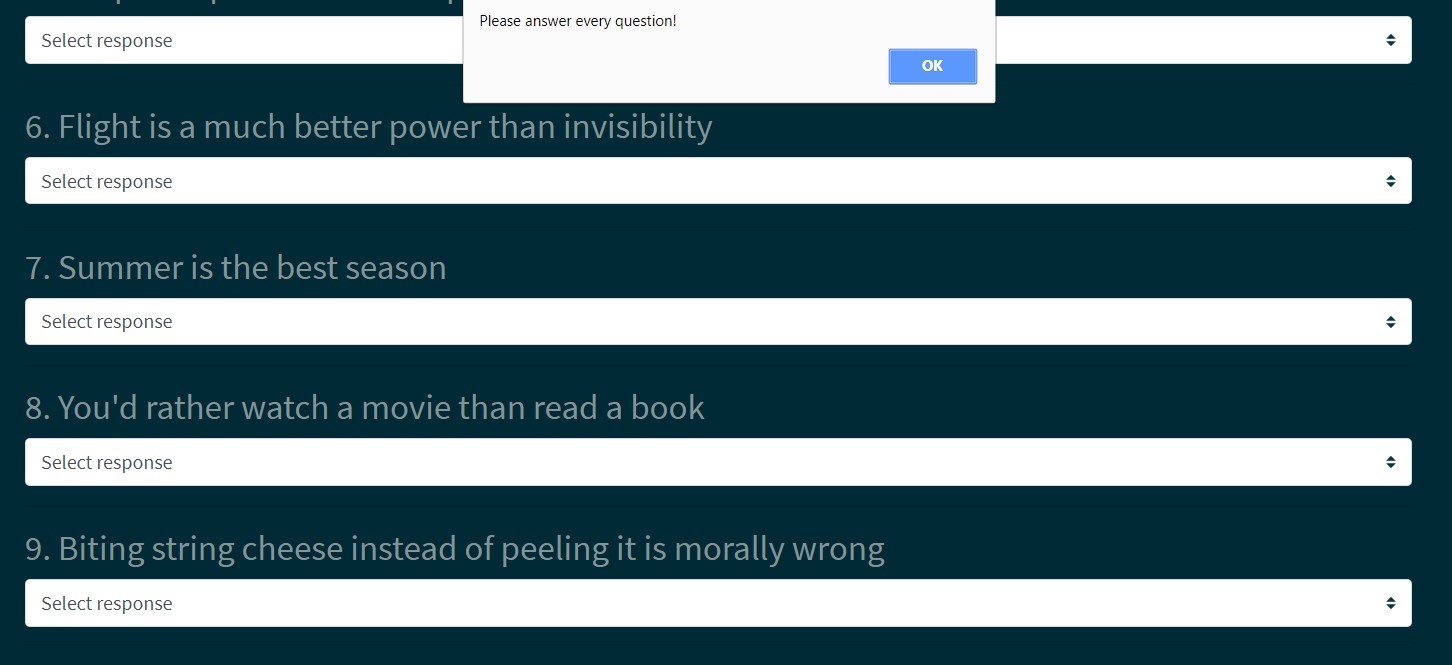 Please answer every question!
OK
Select response
6. Flight is a much better power than invisibility
Select response
7. Summer is the best season
Select response
8. You'd rather watch a movie than read a book
Select response
9. Biting string cheese instead of peeling it is morally wrong
Select response